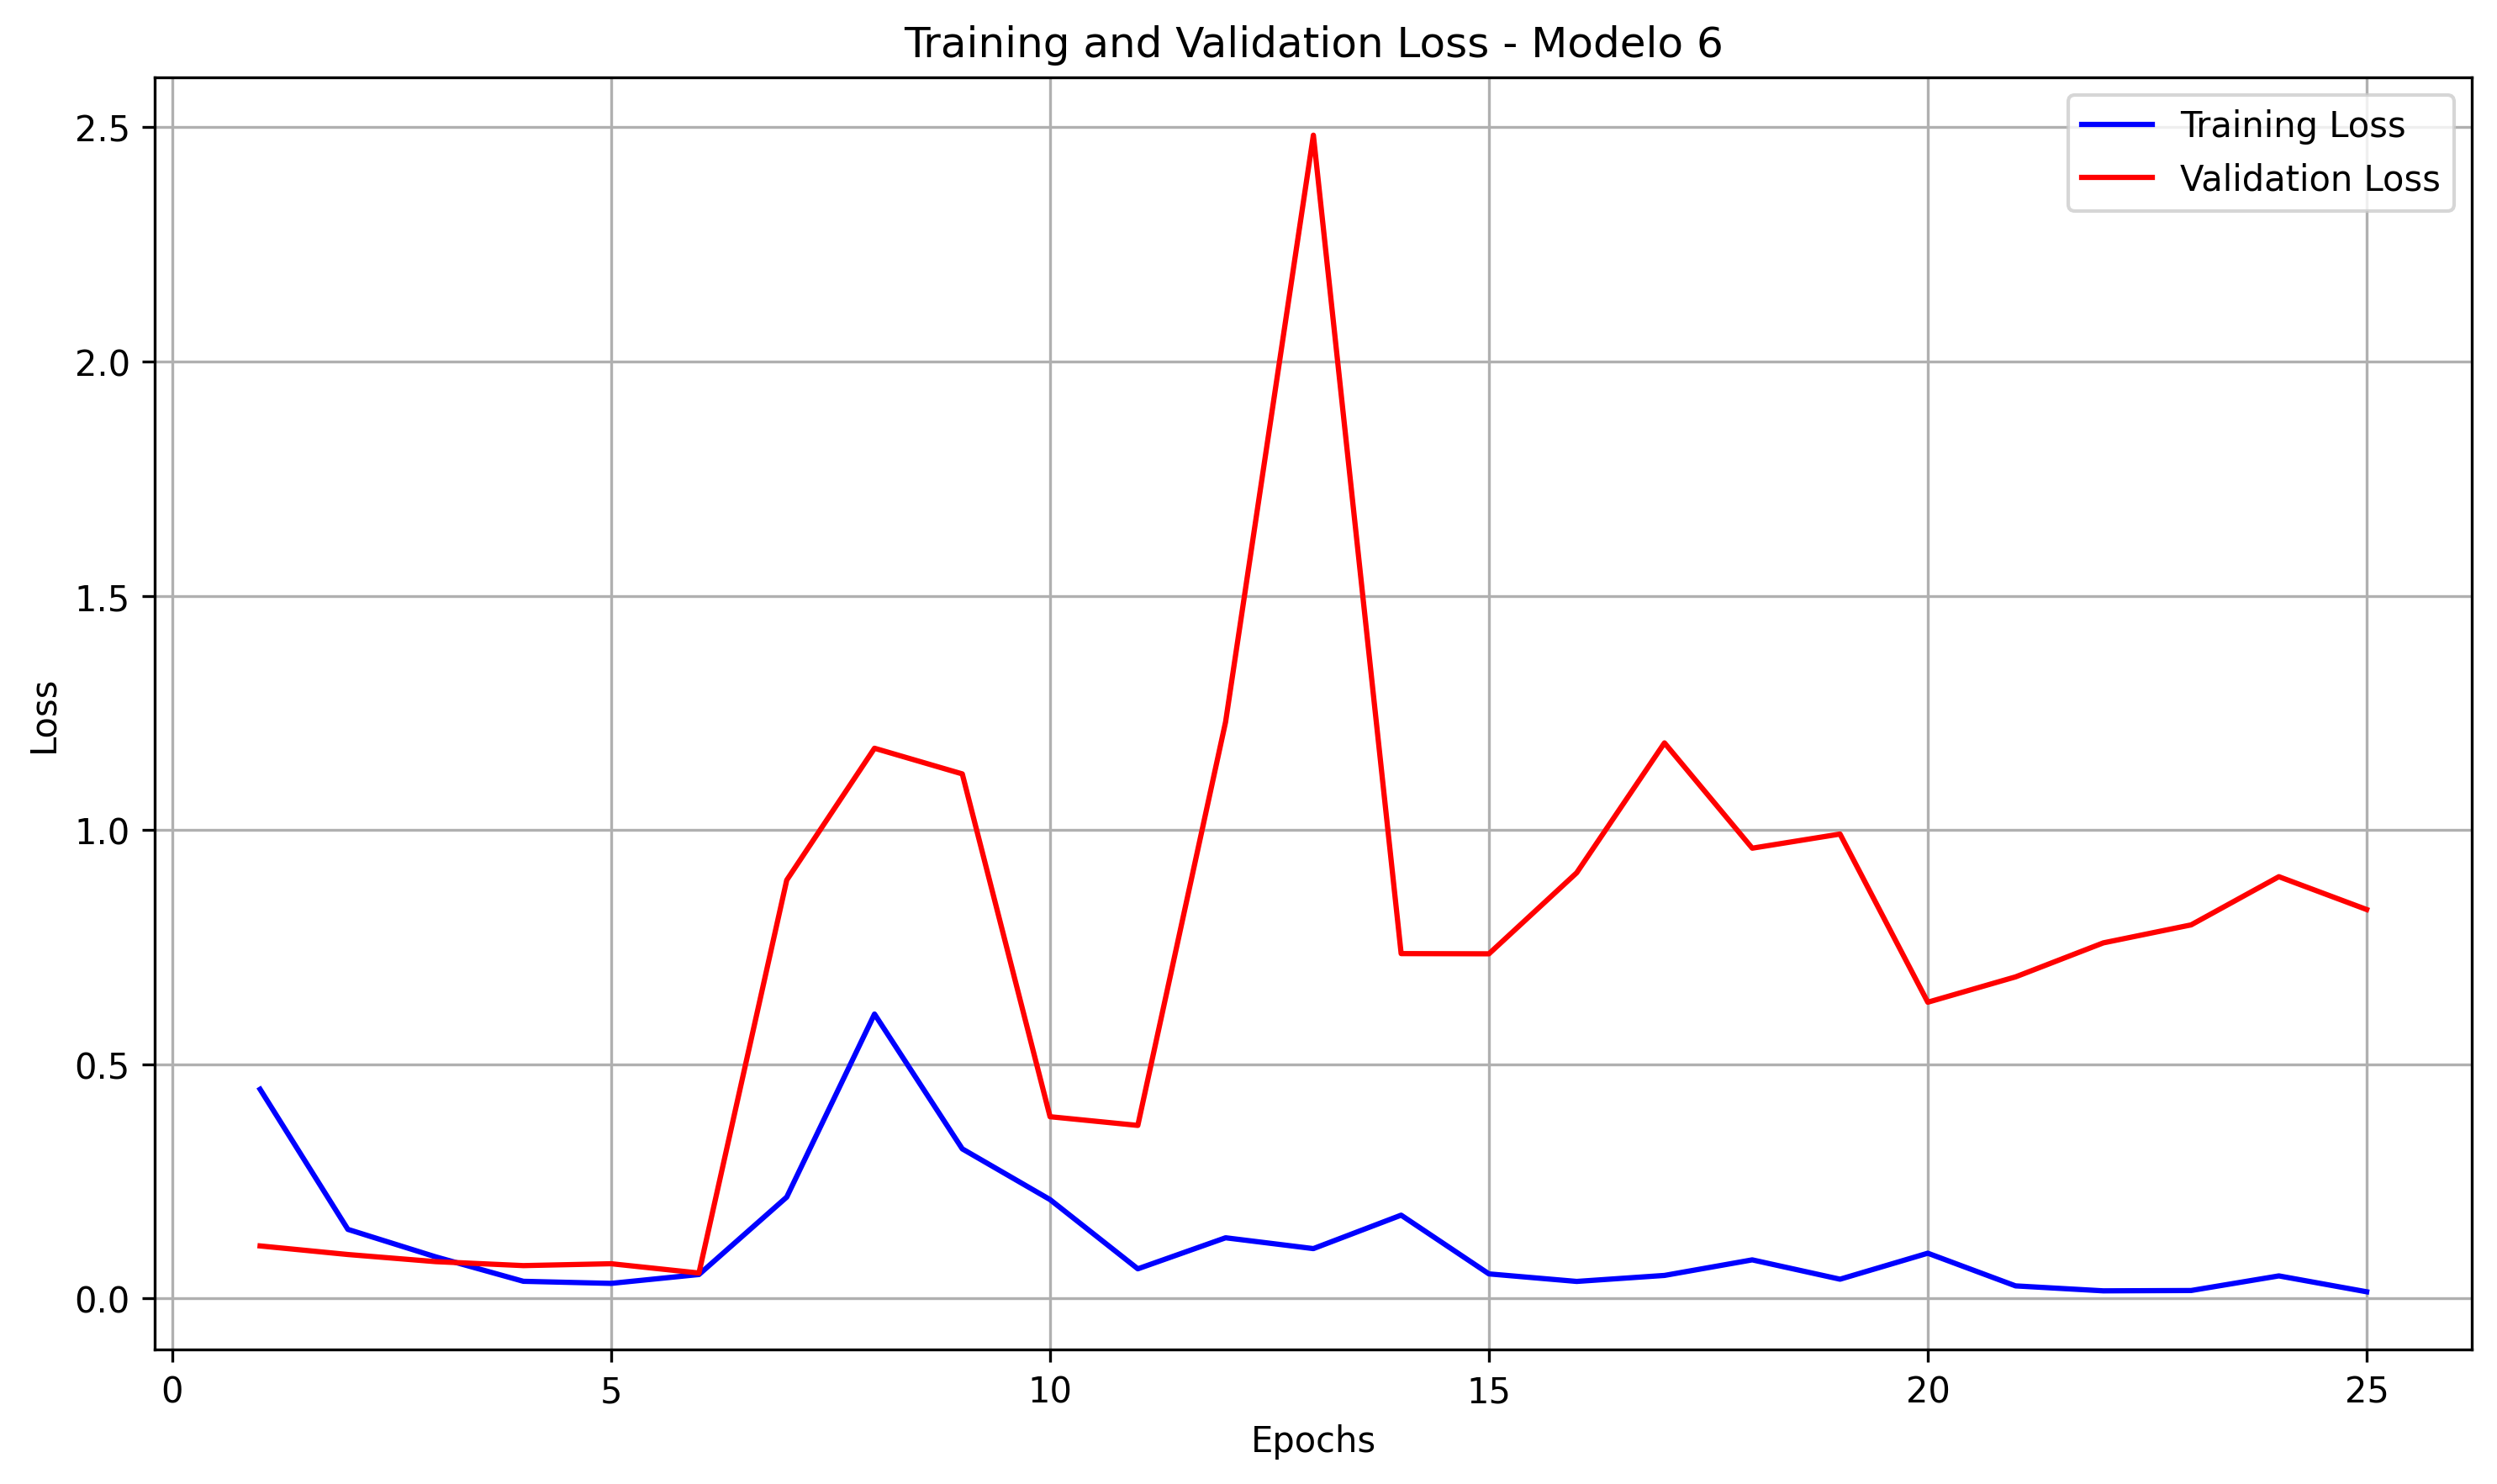 Training and Validation Loss - Modelo 6
Training Loss
Validation Loss
2.5
2.0
1.5
1.0
0.5
0.0
Loss
0 5 10 15 20 25
Epochs